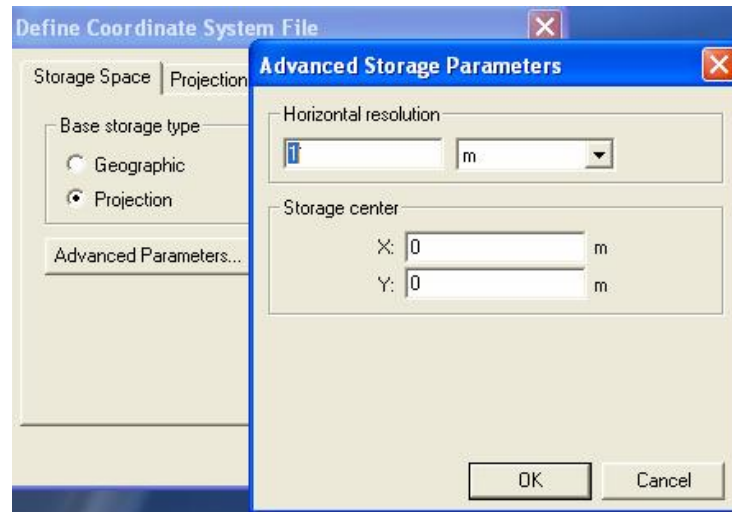 Define Coordinate System File
Storage Space
Projection
Base storage type
Geographic
Projection
Advanced Parameters...
Advanced Storage Parameters
Horizontal resolution
1 m
Storage center
X: 0 m
Y: 0 m
OK Cancel